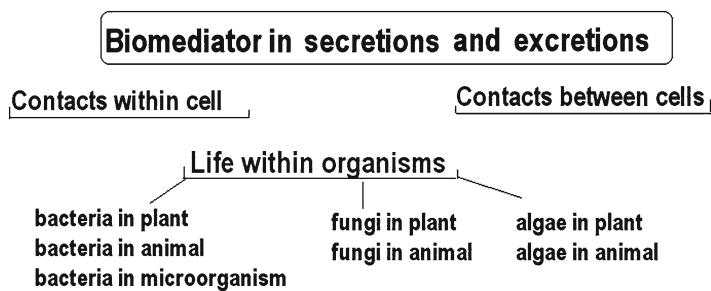 Biomediator in secretions and excretions
Contacts within cell
Contacts between cells
Life within organisms
bacteria in plant
bacteria in animal
bacteria in microorganism
fungi in plant
fungi in animal
algae in plant
algae in animal